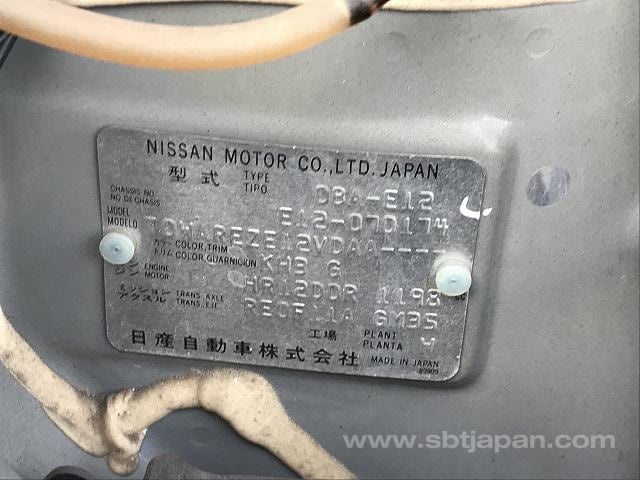 NISSAN MOTOR CO.,LTD. JAPAN
型式 TYPE TIPO DBA-E12
CHASSIS NO. NO DE CHASIS E12-070174
MODEL MODELO TDWAREZE12VDAA----
カラー トリム COLOR, TRIM COLOR, GUARNICION KH3 G
エンジン ENGINE MOTOR HR12DDR 1198
ミッション アクスル TRANS. AXLE TRANS. EJE RE0F11A GM35
工場 PLANT PLANTA
日産自動車株式会社 MADE IN JAPAN
www.sbtjapan.com